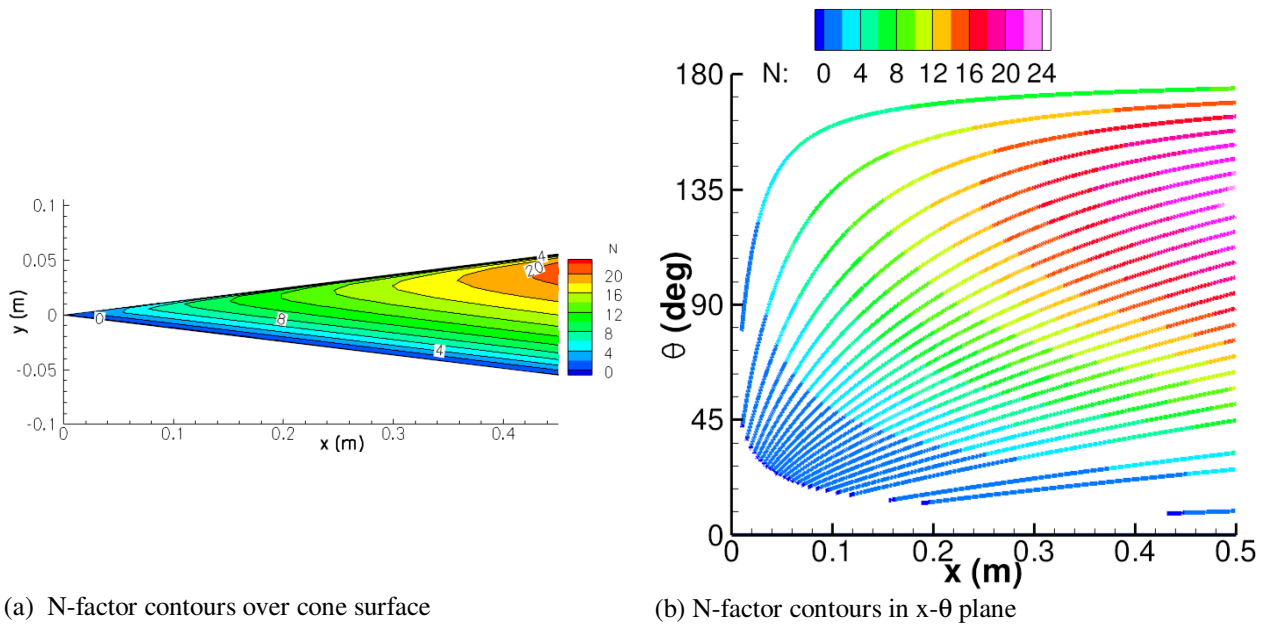 N: 0 4 8 12 16 20 24
180
135
90
45
0
θ (deg)
0 0.1 0.2 0.3 0.4 0.5
x (m)
0.1
0.05
0
-0.05
-0.1
y (m)
0 0.1 0.2 0.3 0.4
x (m)
0
8
4
4
20
N
20
16
12
8
4
0
(a) N-factor contours over cone surface
(b) N-factor contours in x-θ plane